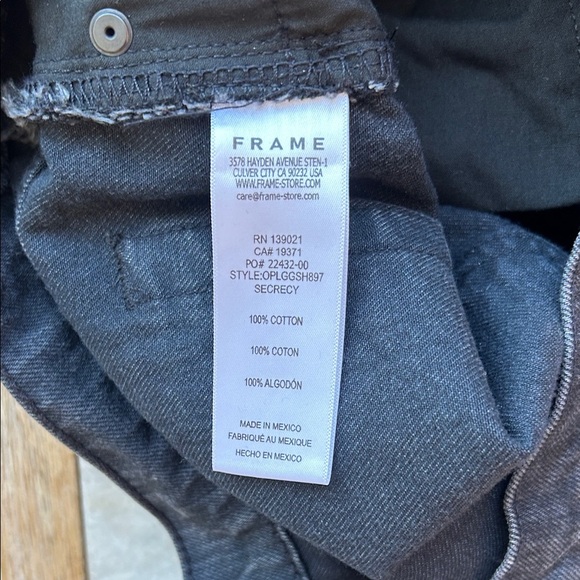 FRAME
3578 HAYDEN AVENUE STEN-1
CULVER CITY CA 90232 USA
WWW.FRAME-STORE.COM
care@frame-store.com
RN 139021
CA# 19371
PO# 22432-00
STYLE:OPLGGSH897
SECRECY
100% COTTON
100% COTON
100% ALGODÓN
MADE IN MEXICO
FABRIQUÉ AU MEXIQUE
HECHO EN MEXICO